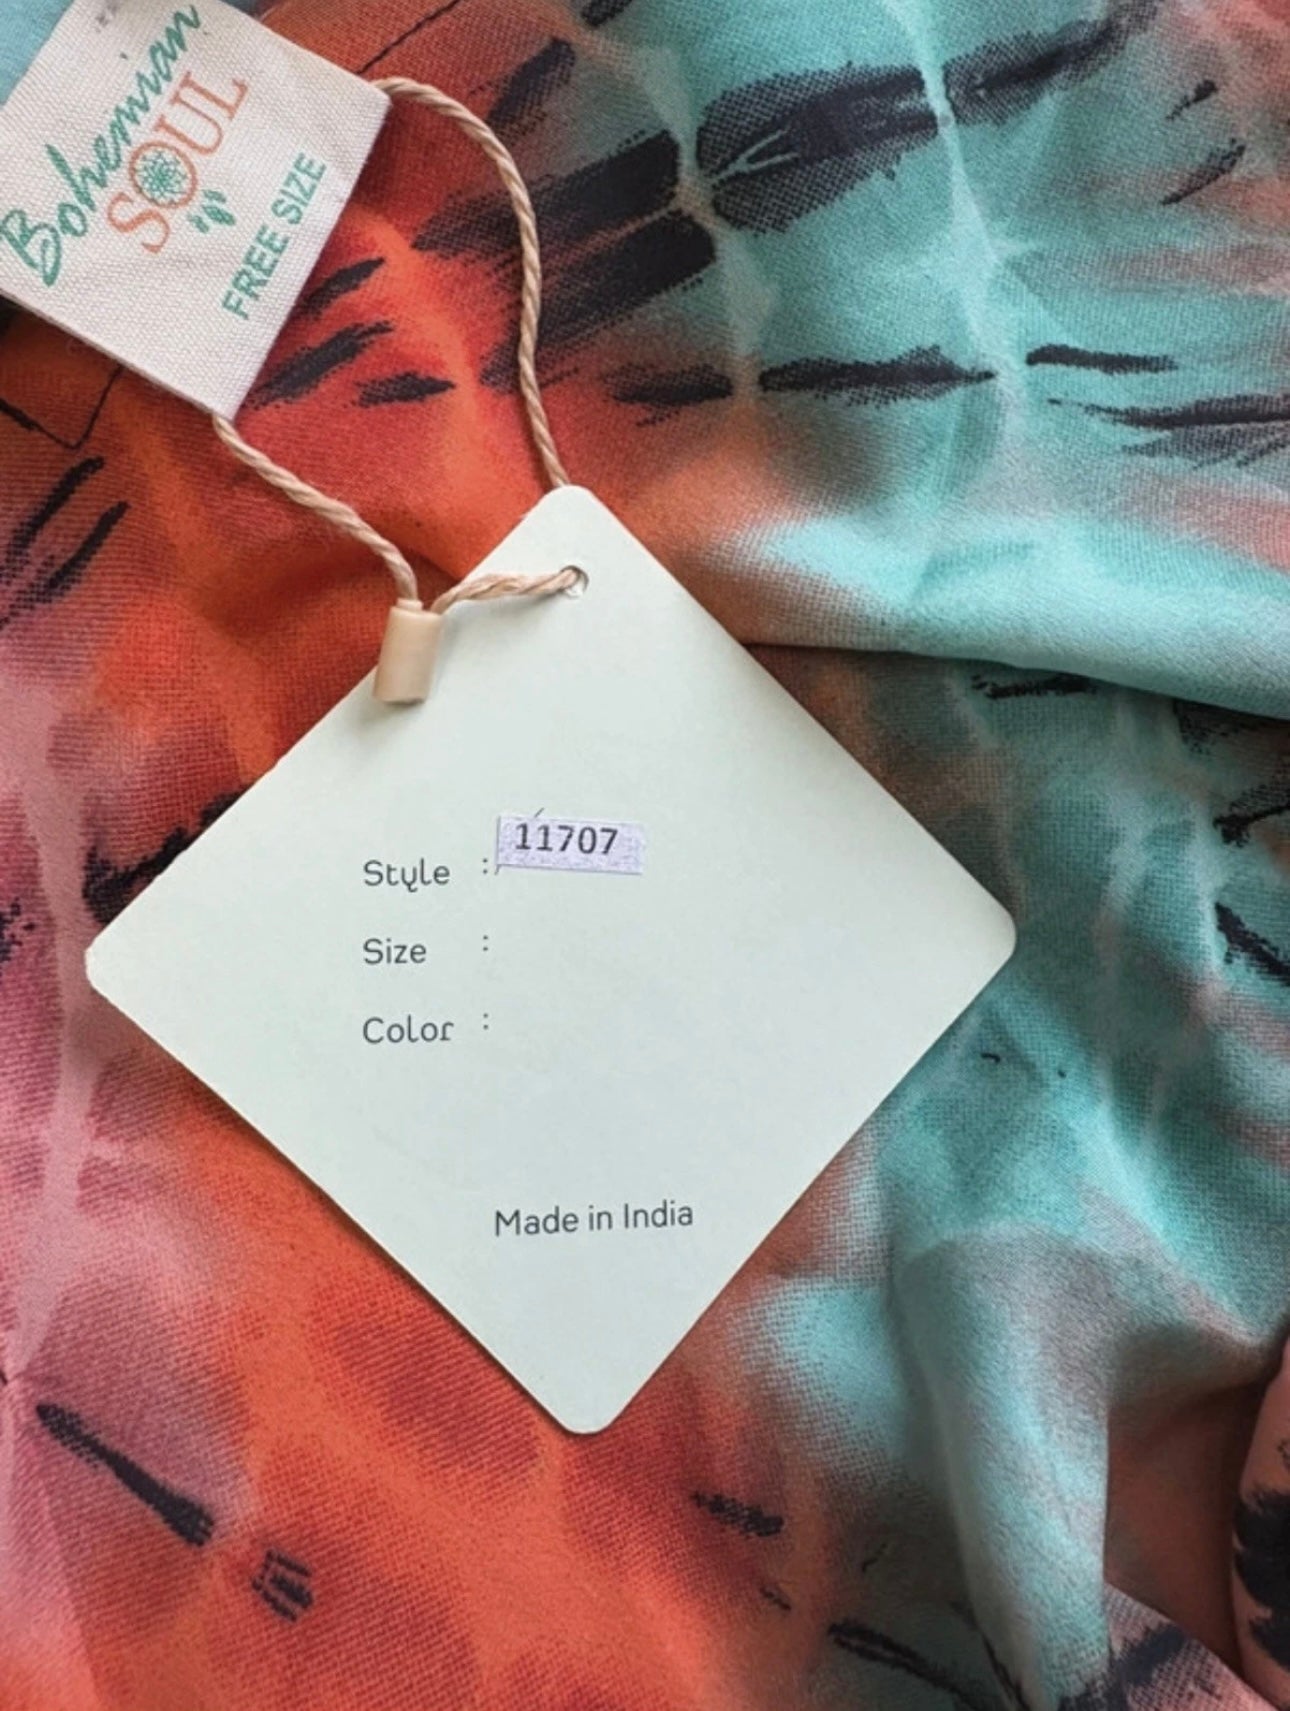 Bohemian
SOUL
FREE SIZE
Style : 11707
Size :
Color :
Made in India